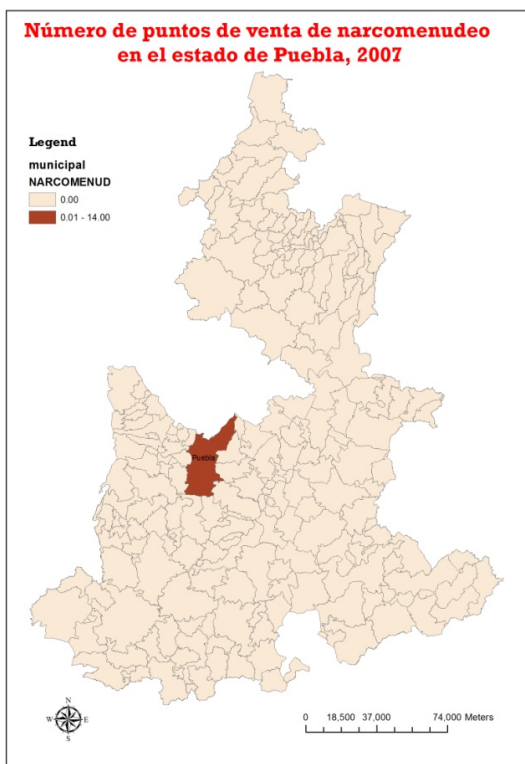 Número de puntos de venta de narcomenudeo
en el estado de Puebla, 2007
Legend
municipal
NARCOMENUD
0.00
0.01 - 14.00
Puebla
N
W E
S
0 18,500 37,000 74,000 Meters